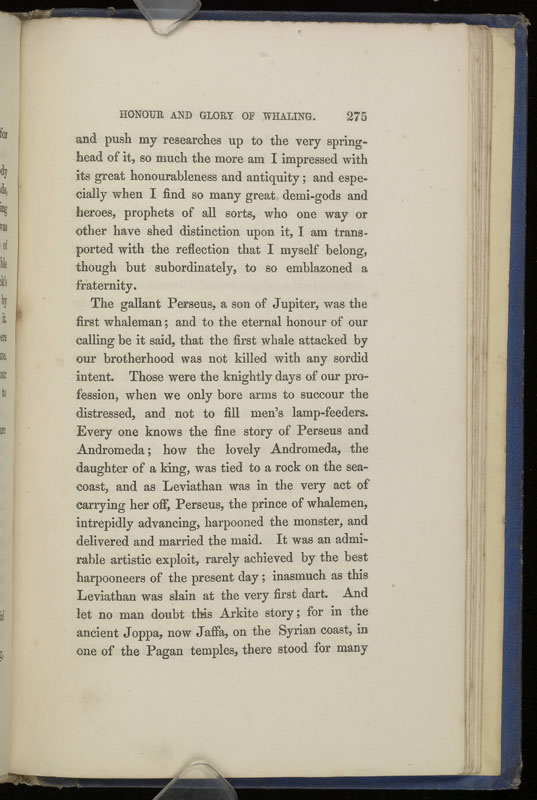 HONOUR AND GLORY OF WHALING. 275
and push my researches up to the very spring-
head of it, so much the more am I impressed with
its great honourableness and antiquity; and espe-
cially when I find so many great demi-gods and
heroes, prophets of all sorts, who one way or
other have shed distinction upon it, I am trans-
ported with the reflection that I myself belong,
though but subordinately, to so emblazoned a
fraternity.
The gallant Perseus, a son of Jupiter, was the
first whaleman; and to the eternal honour of our
calling be it said, that the first whale attacked by
our brotherhood was not killed with any sordid
intent. Those were the knightly days of our pro-
fession, when we only bore arms to succour the
distressed, and not to fill men's lamp-feeders.
Every one knows the fine story of Perseus and
Andromeda; how the lovely Andromeda, the
daughter of a king, was tied to a rock on the sea-
coast, and as Leviathan was in the very act of
carrying her off, Perseus, the prince of whalemen,
intrepidly advancing, harpooned the monster, and
delivered and married the maid. It was an admi-
rable artistic exploit, rarely achieved by the best
harpooneers of the present day; inasmuch as this
Leviathan was slain at the very first dart. And
let no man doubt this Arkite story; for in the
ancient Joppa, now Jaffa, on the Syrian coast, in
one of the Pagan temples, there stood for many